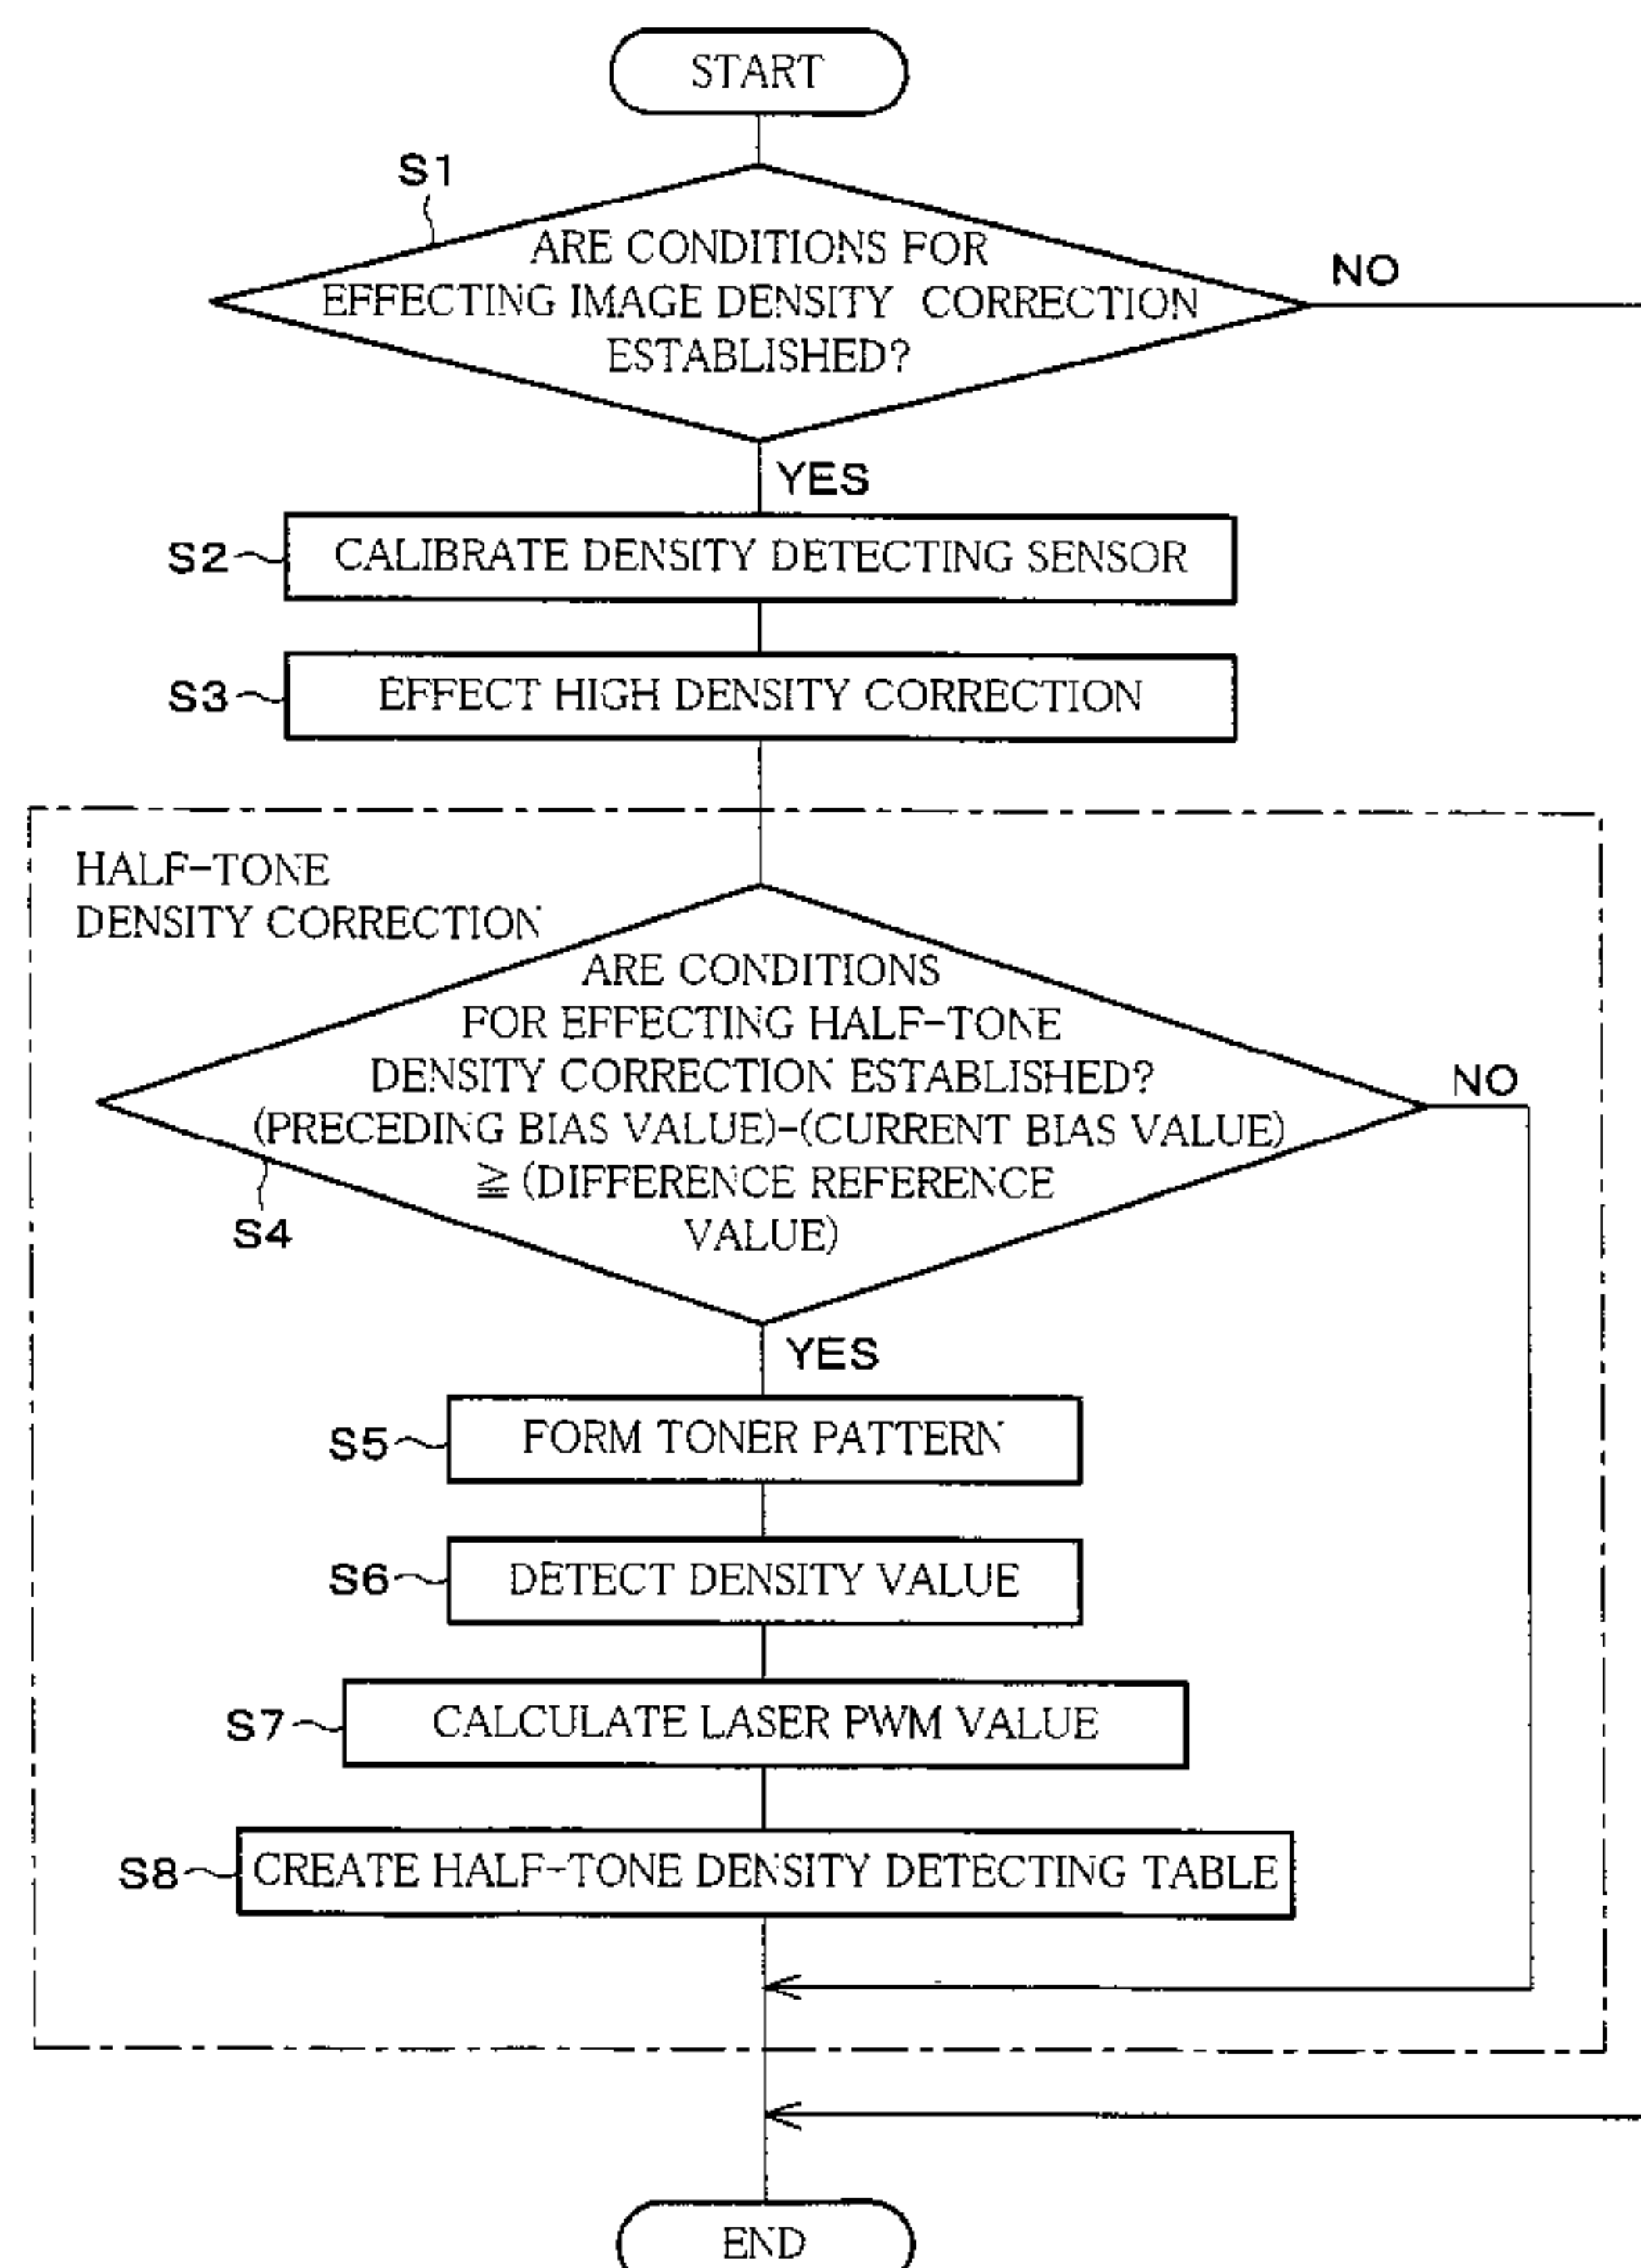 START
S1
ARE CONDITIONS FOR
EFFECTING IMAGE DENSITY CORRECTION
ESTABLISHED?
NO
YES
S2
CALIBRATE DENSITY DETECTING SENSOR
S3
EFFECT HIGH DENSITY CORRECTION
HALF-TONE
DENSITY CORRECTION
ARE CONDITIONS
FOR EFFECTING HALF-TONE
DENSITY CORRECTION ESTABLISHED?
(PRECEDING BIAS VALUE)-(CURRENT BIAS VALUE)
≧(DIFFERENCE REFERENCE
VALUE)
NO
S4
YES
S5
FORM TONER PATTERN
S6
DETECT DENSITY VALUE
S7
CALCULATE LASER PWM VALUE
S8
CREATE HALF-TONE DENSITY DETECTING TABLE
END